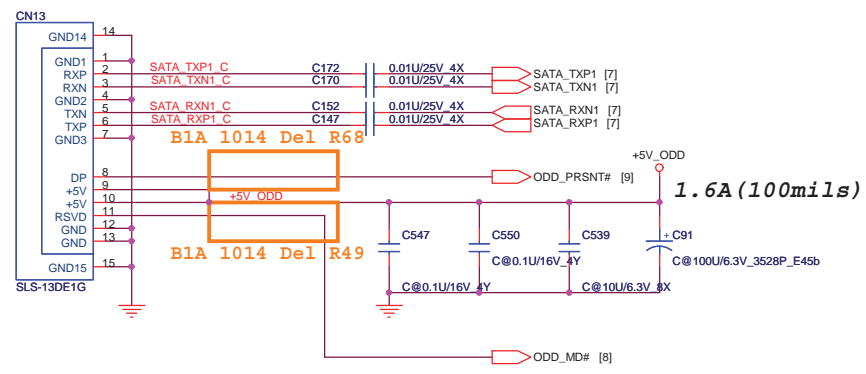 CN13
GND14 14
GND1 1
RXP 2 SATA_TXP1_C C172 0.01U/25V_4X SATA_TXP1 [7]
RXN 3 SATA_TXN1_C C170 0.01U/25V_4X SATA_TXN1 [7]
GND2 4
TXN 5 SATA_RXN1_C C152 0.01U/25V_4X SATA_RXN1 [7]
TXP 6 SATA_RXP1_C C147 0.01U/25V_4X SATA_RXP1 [7]
GND3 7
B1A 1014 Del R68
+5V_ODD
DP 8 ODD_PRSNT# [9]
+5V 9
1.6A(100mils)
+5V 10 +5V_ODD
RSVD 11
GND 12
GND 13
C547 C550 C539 + C91
B1A 1014 Del R49
C@0.1U/16V_4Y C@100U/6.3V_3528P_E45b
GND15 15
SLS-13DE1G
C@0.1U/16V_4Y C@10U/6.3V_8X
ODD_MD# [8]